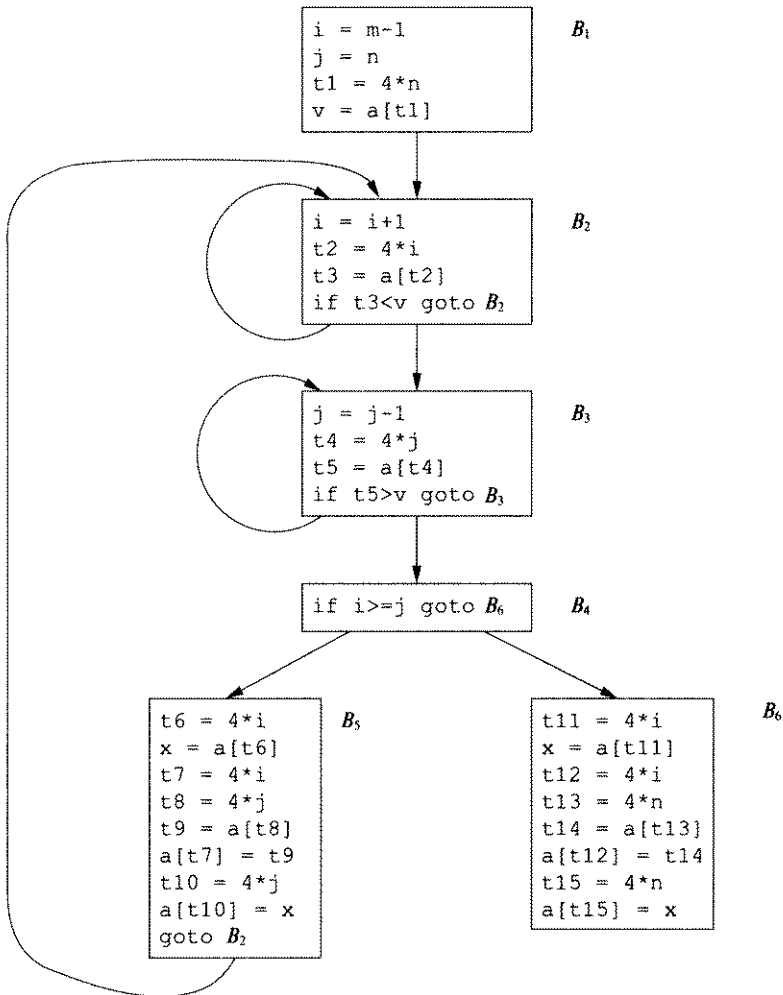 i = m-1
j = n
t1 = 4*n
v = a[t1]
B1
i = i+1
t2 = 4*i
t3 = a[t2]
if t3<v goto B2
B2
j = j-1
t4 = 4*j
t5 = a[t4]
if t5>v goto B3
B3
if i>=j goto B6
B4
t6 = 4*i
x = a[t6]
t7 = 4*i
t8 = 4*j
t9 = a[t8]
a[t7] = t9
t10 = 4*j
a[t10] = x
goto B2
B5
t11 = 4*i
x = a[t11]
t12 = 4*i
t13 = 4*n
t14 = a[t13]
a[t12] = t14
t15 = 4*n
a[t15] = x
B6